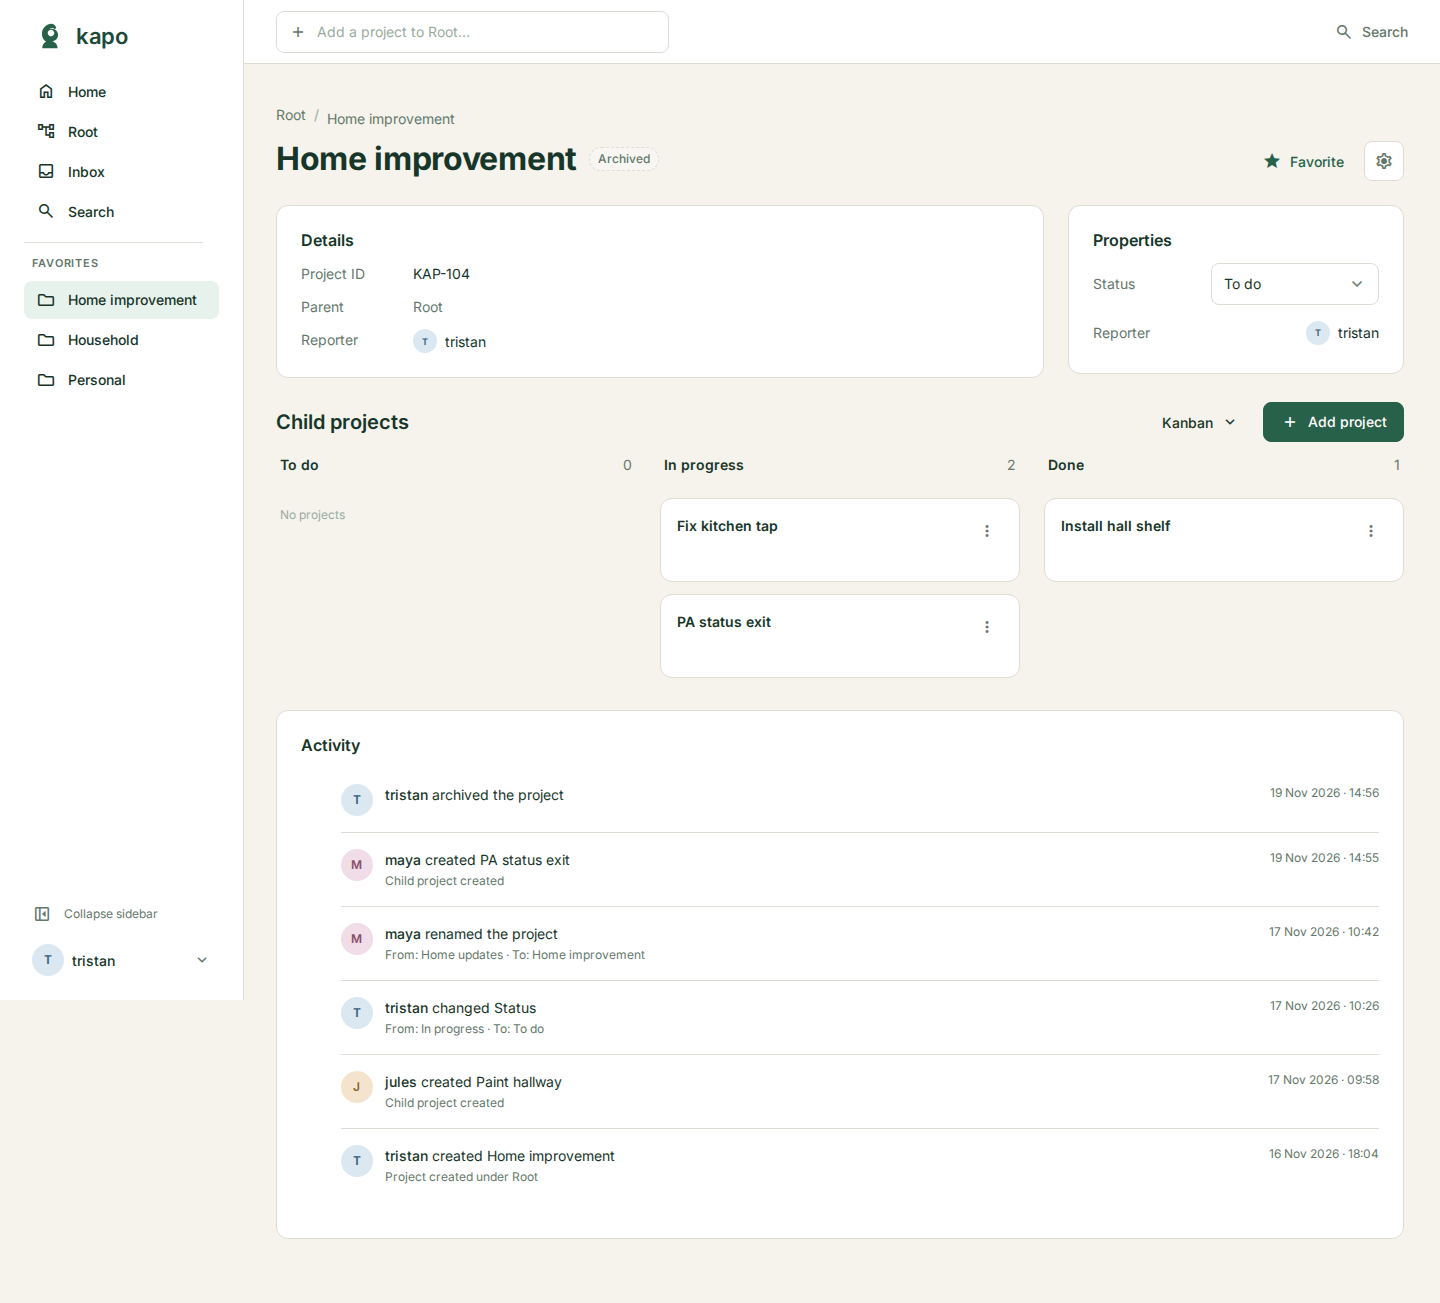 kapo
Add a project to Root...
Search
Home
Root
Inbox
Search
FAVORITES
Home improvement
Household
Personal
Collapse sidebar
T tristan
Root / Home improvement
Home improvement Archived
Favorite
Details
Project ID KAP-104
Parent Root
Reporter T tristan
Properties
Status To do
Reporter T tristan
Child projects
Kanban
Add project
To do 0
No projects
In progress 2
Fix kitchen tap
PA status exit
Done 1
Install hall shelf
Activity
T tristan archived the project 19 Nov 2026 · 14:56
M maya created PA status exit 19 Nov 2026 · 14:55
Child project created
M maya renamed the project 17 Nov 2026 · 10:42
From: Home updates · To: Home improvement
T tristan changed Status 17 Nov 2026 · 10:26
From: In progress · To: To do
J jules created Paint hallway 17 Nov 2026 · 09:58
Child project created
T tristan created Home improvement 16 Nov 2026 · 18:04
Project created under Root